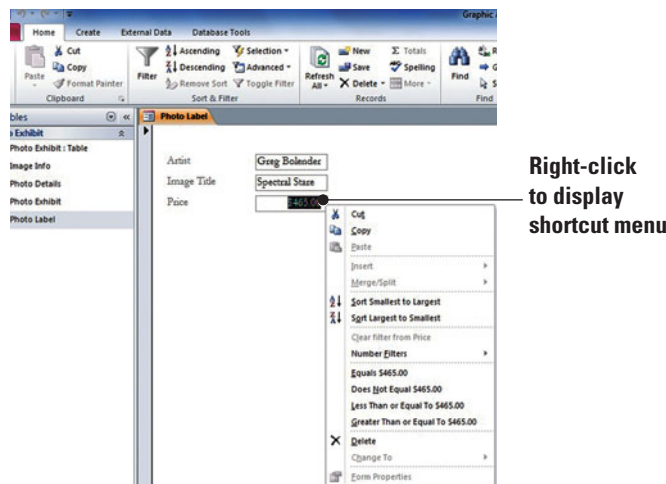 Graphic
Home Create External Data Database Tools
Cut
Copy
Format Painter
Paste
Clipboard
Filter
Ascending
Descending
Remove Sort
Selection
Advanced
Toggle Filter
Sort & Filter
Refresh
All
New
Save
Delete
Totals
Spelling
More
Records
Find
Find
Photo Label
Exhibit
Photo Exhibit : Table
Image Info
Photo Details
Photo Exhibit
Photo Label
Artist Greg Bolender
Image Title Spectral Stare
Price $465.00
Right-click
to display
shortcut menu
Cut
Copy
Paste
Insert
Merge/Split
Sort Smallest to Largest
Sort Largest to Smallest
Clear filter from Price
Number Filters
Equals $465.00
Does Not Equal $465.00
Less Than or Equal To $465.00
Greater Than or Equal To $465.00
Delete
Change To
Form Properties